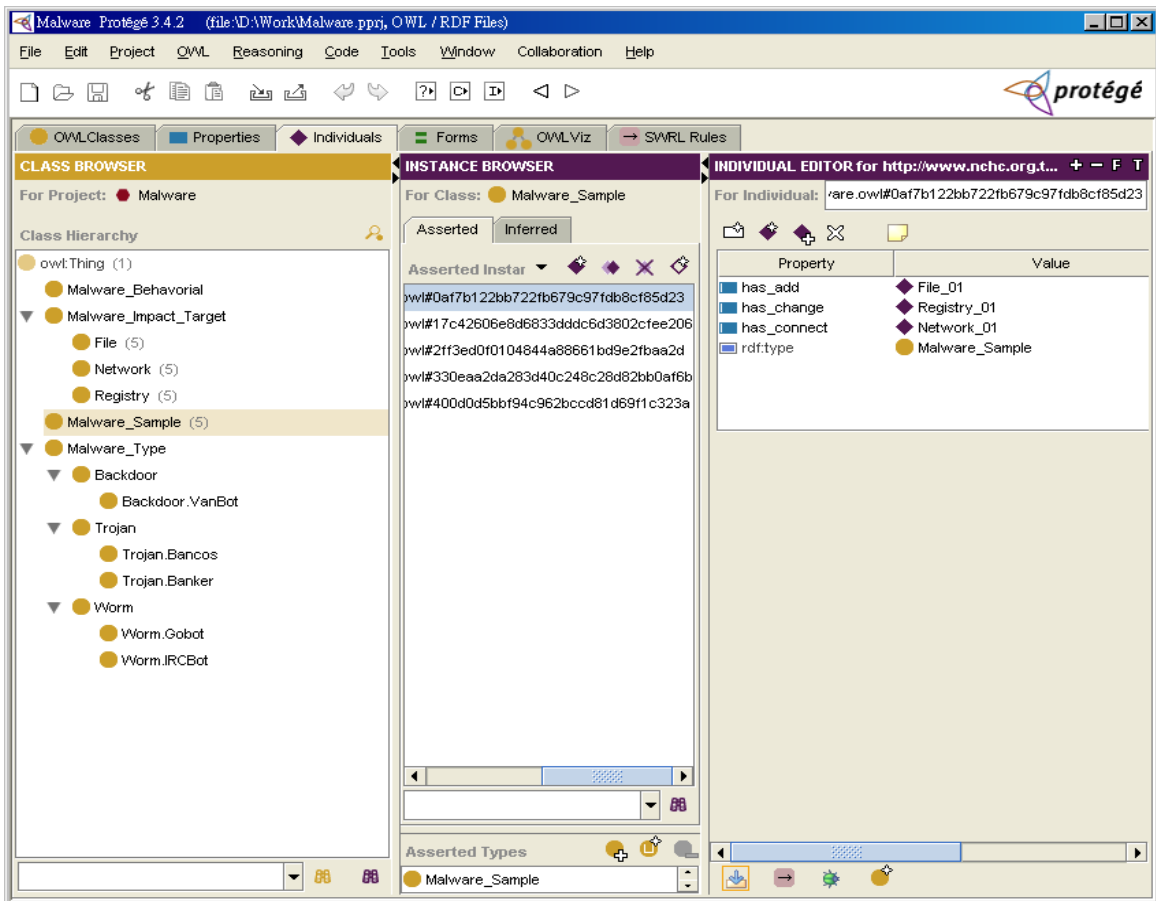 Malware Protégé 3.4.2 (file:\D:\Work\Malware.pprj, OWL / RDF Files)
File Edit Project OWL Reasoning Code Tools Window Collaboration Help
protégé
OWLClasses Properties Individuals Forms OWLViz SWRL Rules
CLASS BROWSER
For Project: Malware
Class Hierarchy
owl:Thing (1)
Malware_Behavorial
Malware_Impact_Target
File (5)
Network (5)
Registry (5)
Malware_Sample (5)
Malware_Type
Backdoor
Backdoor.VanBot
Trojan
Trojan.Bancos
Trojan.Banker
Worm
Worm.Gobot
Worm.IRCBot
INSTANCE BROWSER
For Class: Malware_Sample
Asserted Inferred
Asserted Instar
owl#0af7b122bb722fb679c97fdb8cf85d23
owl#17c42606e8d6833dddc6d3802cfee206
owl#2ff3ed0f0104844a88661bd9e2fbaa2d
owl#330eaa2da283d40c248c28d82bb0af6b
owl#400d0d5bbf94c962bccd81d69f1c323a
Asserted Types
Malware_Sample
INDIVIDUAL EDITOR for http://www.nchc.org.t... + − F T
For Individual: are.owl#0af7b122bb722fb679c97fdb8cf85d23
Property Value
has_add File_01
has_change Registry_01
has_connect Network_01
rdf:type Malware_Sample